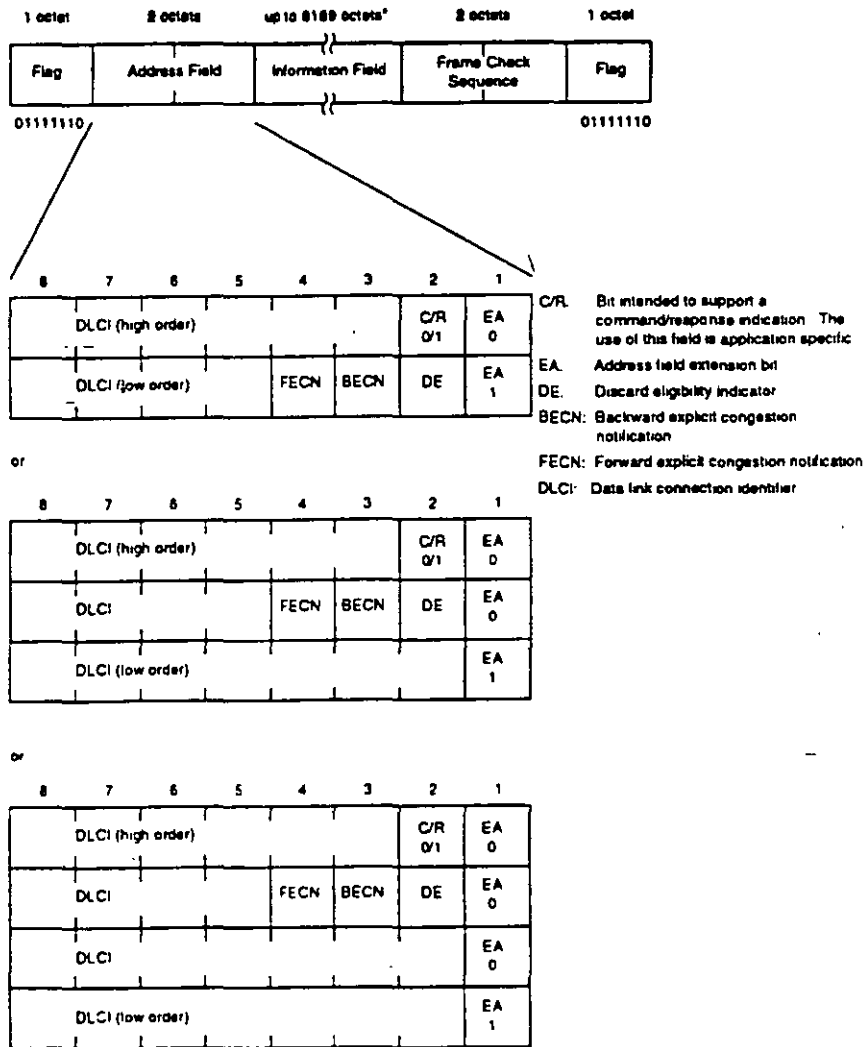 1 octet 2 octets up to 8189 octets* 2 octets 1 octet
Flag Address Field Information Field Frame Check Sequence Flag
01111110 01111110
8 7 6 5 4 3 2 1
DLCI (high order) C/R 0/1 EA 0
DLCI (low order) FECN BECN DE EA 1
C/R. Bit intended to support a
command/response indication The
use of this field is application specific
EA. Address field extension bit
DE. Discard eligibility indicator
BECN: Backward explicit congestion
notification
FECN: Forward explicit congestion notification
DLCI: Data link connection identifier
or
8 7 6 5 4 3 2 1
DLCI (high order) C/R 0/1 EA 0
DLCI FECN BECN DE EA 0
DLCI (low order) EA 1
or
8 7 6 5 4 3 2 1
DLCI (high order) C/R 0/1 EA 0
DLCI FECN BECN DE EA 0
DLCI EA 0
DLCI (low order) EA 1